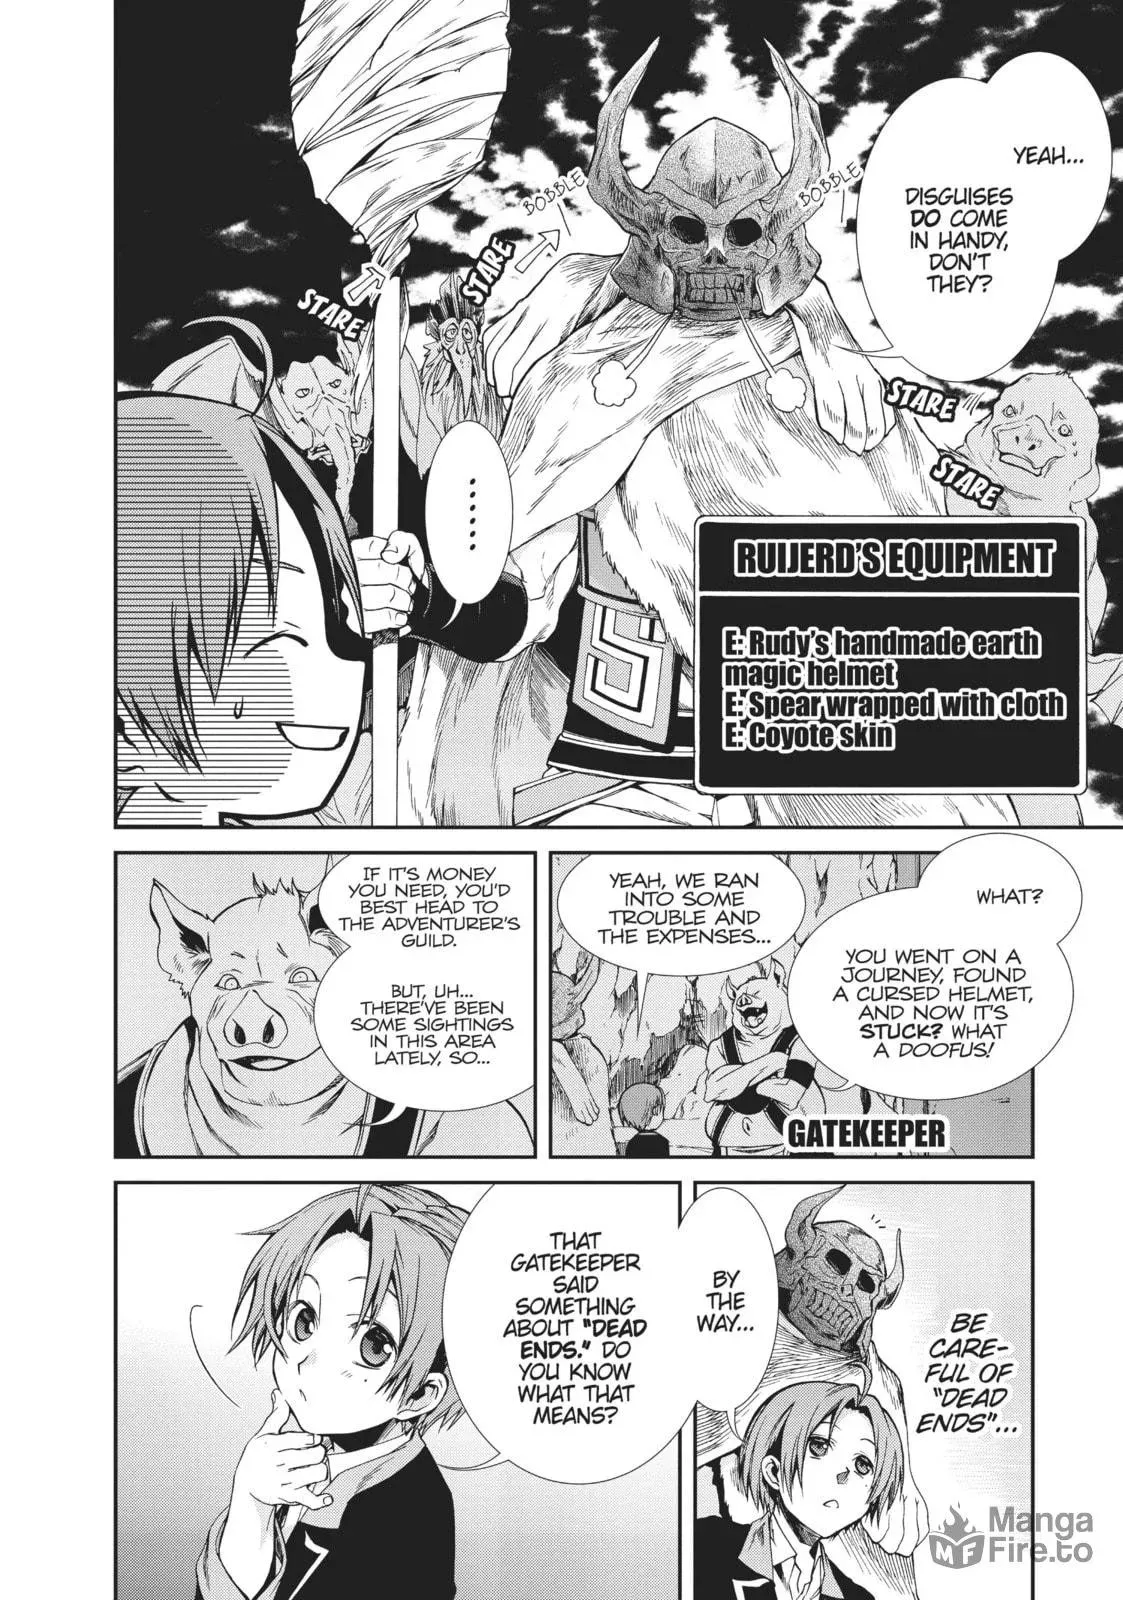 YEAH...
DISGUISES
DO COME
IN HANDY,
DON'T
THEY?
BOBBLE
BOBBLE
STARE
STARE
STARE
STARE
......
RUIJERD'S EQUIPMENT
E: Rudy's handmade earth
magic helmet
E: Spear wrapped with cloth
E: Coyote skin
WHAT?
YOU WENT ON A
JOURNEY, FOUND
A CURSED HELMET,
AND NOW IT'S
STUCK? WHAT
A DOOFUS!
YEAH, WE RAN
INTO SOME
TROUBLE AND
THE EXPENSES...
GATEKEEPER
IF IT'S MONEY
YOU NEED, YOU'D
BEST HEAD TO
THE ADVENTURER'S
GUILD.
BUT, UH...
THERE'VE BEEN
SOME SIGHTINGS
IN THIS AREA
LATELY, SO...
BE
CARE-
FUL OF
"DEAD
ENDS"...
BY
THE
WAY...
THAT
GATEKEEPER
SAID
SOMETHING
ABOUT "DEAD
ENDS." DO
YOU KNOW
WHAT THAT
MEANS?
MF
Manga
Fire.to